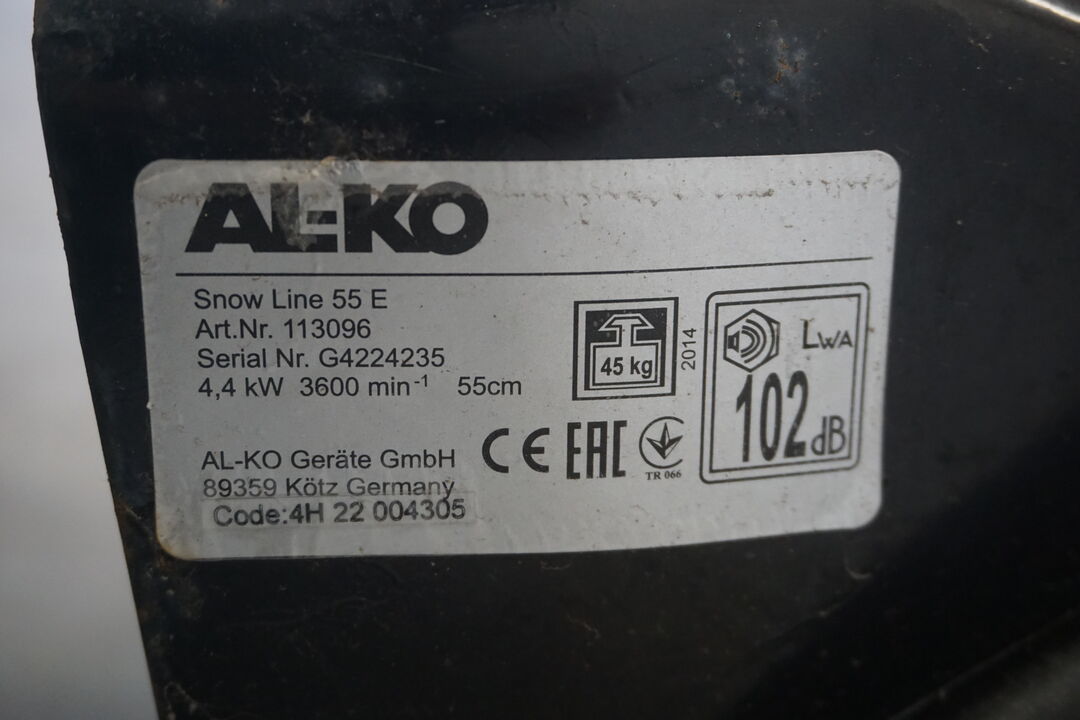 AL-KO
Snow Line 55 E
Art.Nr. 113096
Serial Nr. G4224235
4,4 kW 3600 min⁻¹ 55cm
45 kg
2014
LWA
102 dB
AL-KO Geräte GmbH
89359 Kötz Germany
Code:4H 22 004305
CE EAC
TR 066